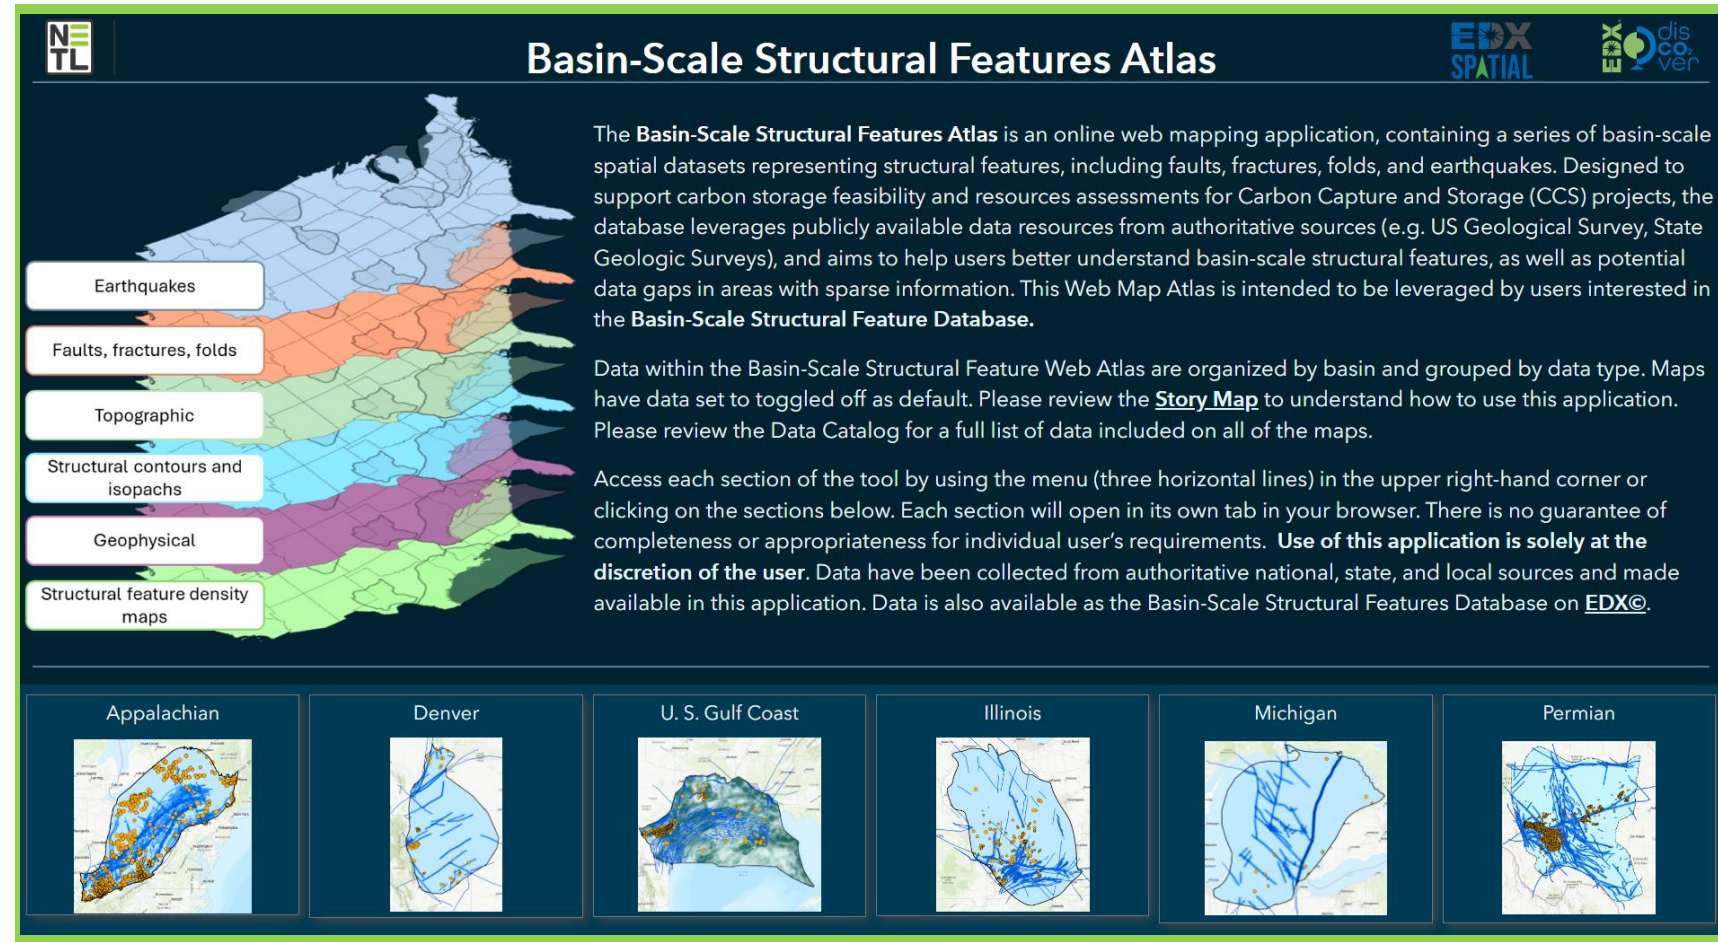 NE
TL
Basin-Scale Structural Features Atlas
EDX
SPATIAL
EDX
dis
CO2
ver
The Basin-Scale Structural Features Atlas is an online web mapping application, containing a series of basin-scale
spatial datasets representing structural features, including faults, fractures, folds, and earthquakes. Designed to
support carbon storage feasibility and resources assessments for Carbon Capture and Storage (CCS) projects, the
database leverages publicly available data resources from authoritative sources (e.g. US Geological Survey, State
Geologic Surveys), and aims to help users better understand basin-scale structural features, as well as potential
data gaps in areas with sparse information. This Web Map Atlas is intended to be leveraged by users interested in
the Basin-Scale Structural Feature Database.
Data within the Basin-Scale Structural Feature Web Atlas are organized by basin and grouped by data type. Maps
have data set to toggled off as default. Please review the Story Map to understand how to use this application.
Please review the Data Catalog for a full list of data included on all of the maps.
Access each section of the tool by using the menu (three horizontal lines) in the upper right-hand corner or
clicking on the sections below. Each section will open in its own tab in your browser. There is no guarantee of
completeness or appropriateness for individual user's requirements. Use of this application is solely at the
discretion of the user. Data have been collected from authoritative national, state, and local sources and made
available in this application. Data is also available as the Basin-Scale Structural Features Database on EDX©.
Earthquakes
Faults, fractures, folds
Topographic
Structural contours and
isopachs
Geophysical
Structural feature density
maps
Appalachian
Denver
U. S. Gulf Coast
Illinois
Michigan
Permian